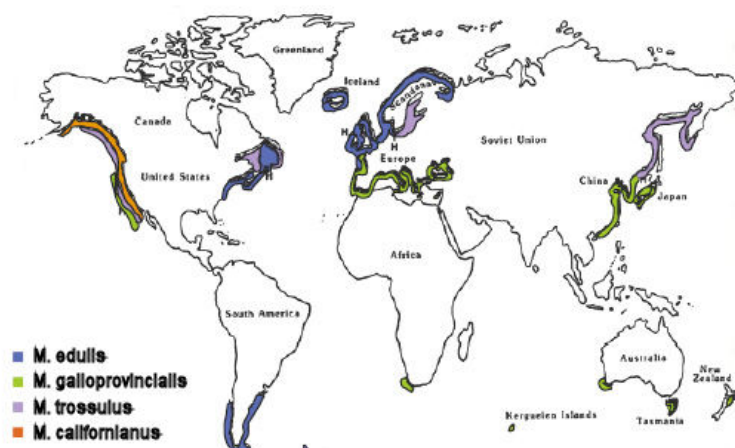 Greenland
Iceland
Scandanavia
Canada
H
H
Soviet Union
Europe
United States
H
China
Japan
Africa
South America
M. edulis
M. galloprovincialis
M. trossulus
M. californianus
Australia
New
Zealand
Kerguelen Islands
Tasmania